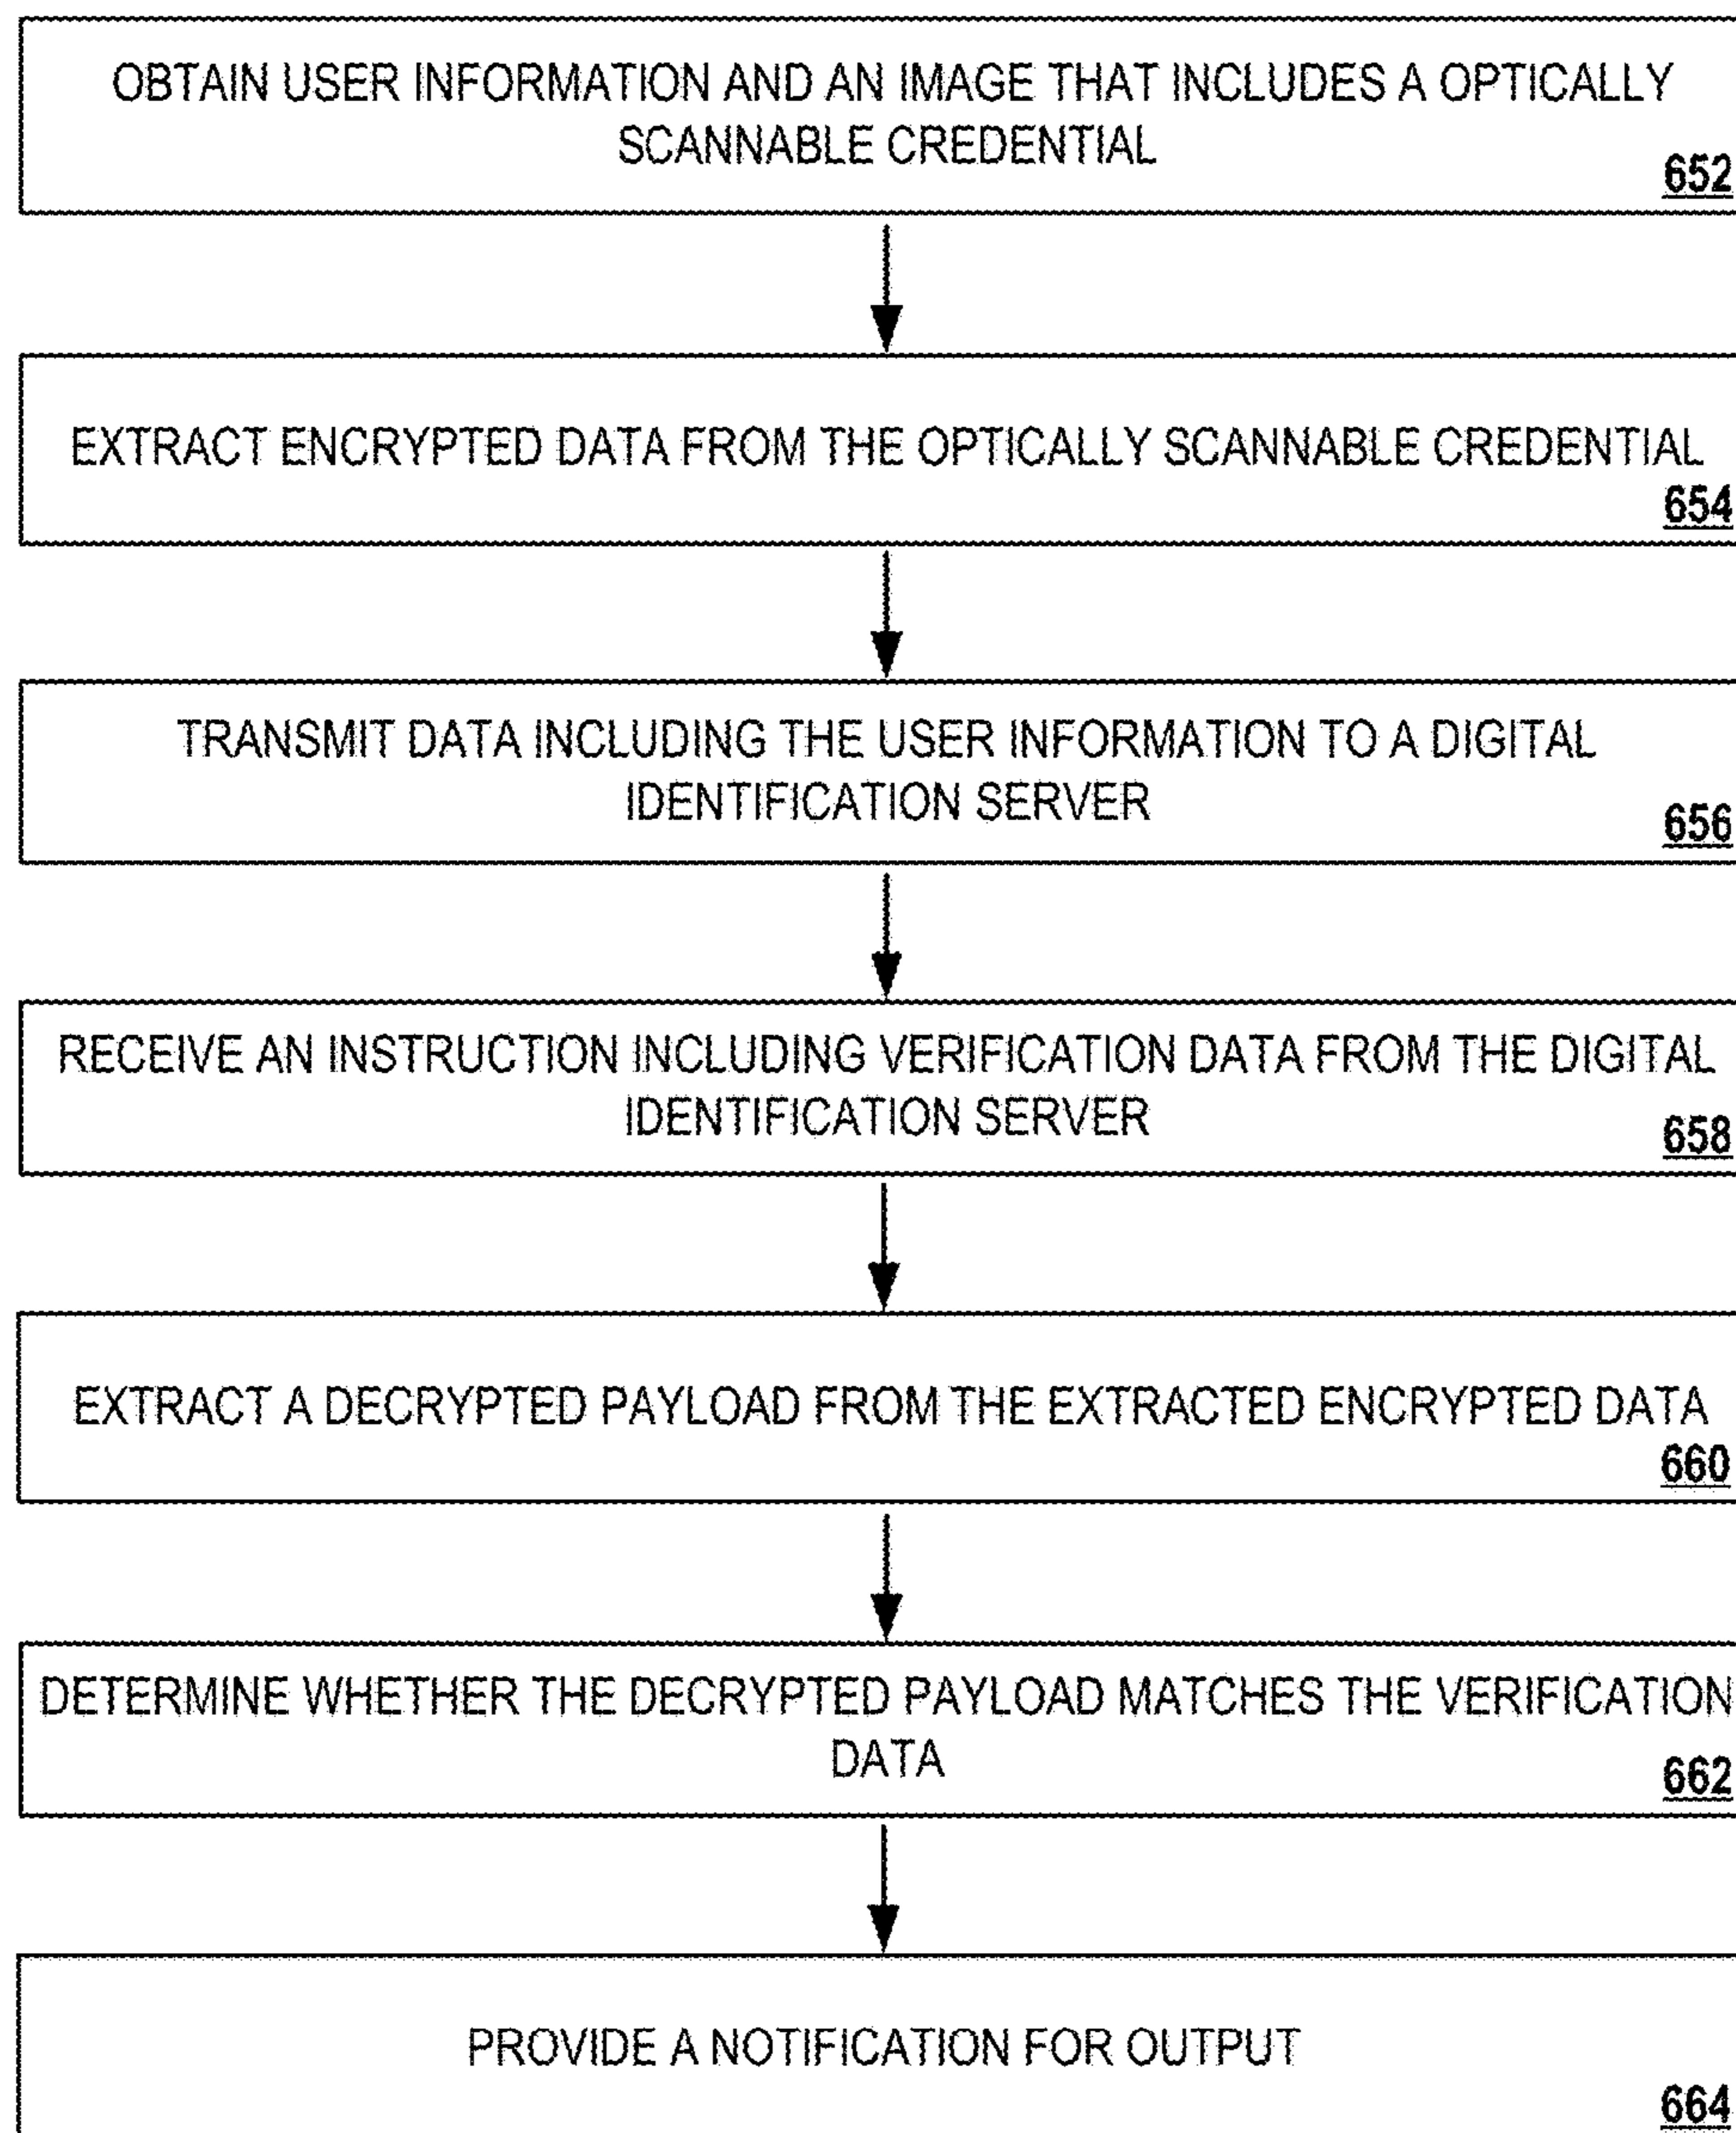 OBTAIN USER INFORMATION AND AN IMAGE THAT INCLUDES A OPTICALLY
SCANNABLE CREDENTIAL
652
EXTRACT ENCRYPTED DATA FROM THE OPTICALLY SCANNABLE CREDENTIAL
654
TRANSMIT DATA INCLUDING THE USER INFORMATION TO A DIGITAL
IDENTIFICATION SERVER
656
RECEIVE AN INSTRUCTION INCLUDING VERIFICATION DATA FROM THE DIGITAL
IDENTIFICATION SERVER
658
EXTRACT A DECRYPTED PAYLOAD FROM THE EXTRACTED ENCRYPTED DATA
660
DETERMINE WHETHER THE DECRYPTED PAYLOAD MATCHES THE VERIFICATION
DATA
662
PROVIDE A NOTIFICATION FOR OUTPUT
664